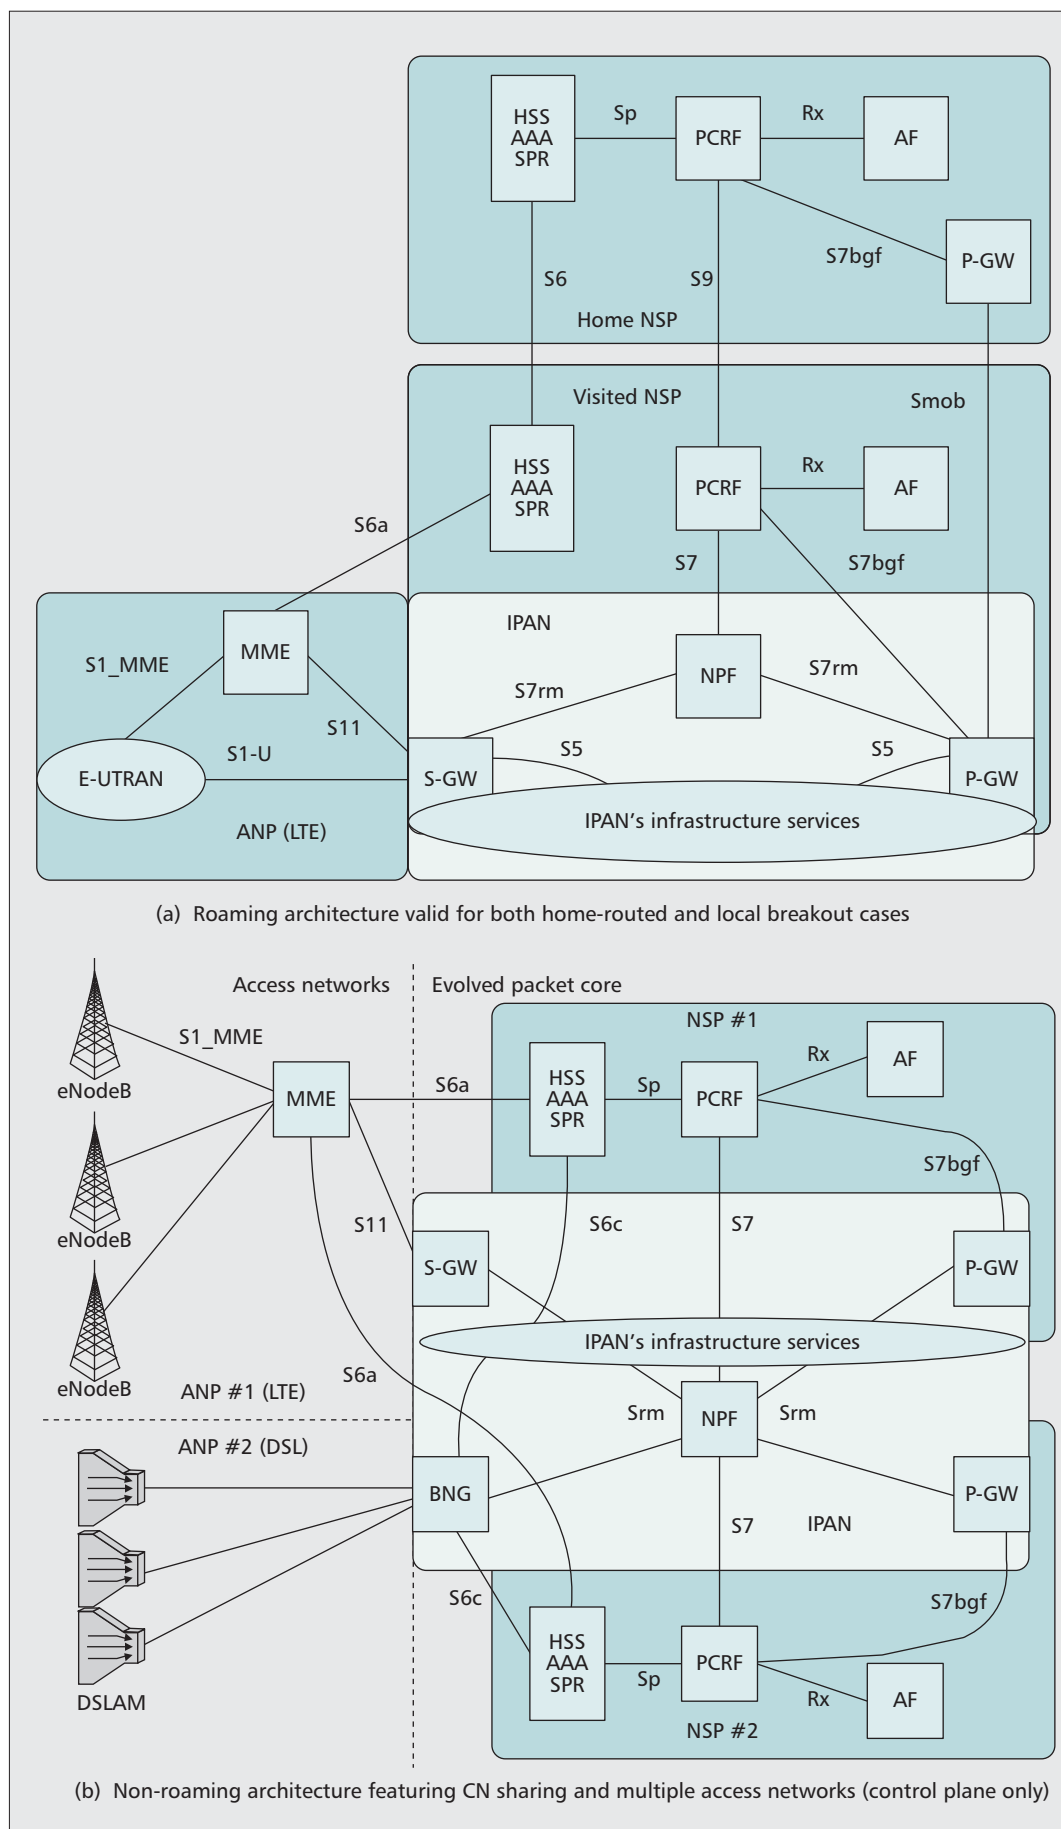 HSS
AAA
SPR
Sp
PCRF
Rx
AF
S7bgf
P-GW
S6
S9
Home NSP
Visited NSP
Smob
HSS
AAA
SPR
PCRF
Rx
AF
S6a
S7
S7bgf
IPAN
MME
S1_MME
NPF
S7rm
S7rm
S11
S1-U
S5
S5
E-UTRAN
S-GW
P-GW
IPAN's infrastructure services
ANP (LTE)
(a) Roaming architecture valid for both home-routed and local breakout cases
Access networks
Evolved packet core
NSP #1
S1_MME
eNodeB
MME
S6a
HSS
AAA
SPR
Sp
PCRF
Rx
AF
S7bgf
eNodeB
S11
S6c
S7
S-GW
P-GW
IPAN's infrastructure services
eNodeB
S6a
ANP #1 (LTE)
Srm
NPF
Srm
ANP #2 (DSL)
BNG
P-GW
S7
IPAN
S6c
S7bgf
HSS
AAA
SPR
Sp
PCRF
Rx
AF
DSLAM
NSP #2
(b) Non-roaming architecture featuring CN sharing and multiple access networks (control plane only)